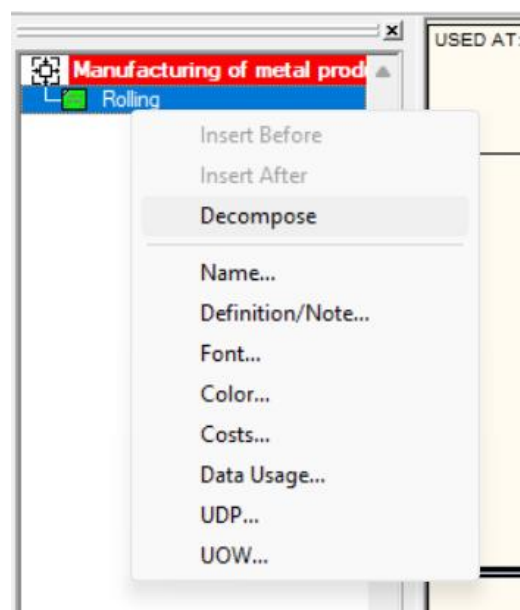 USED AT:
Manufacturing of metal prod
Rolling
Insert Before
Insert After
Decompose
Name...
Definition/Note...
Font...
Color...
Costs...
Data Usage...
UDP...
UOW...